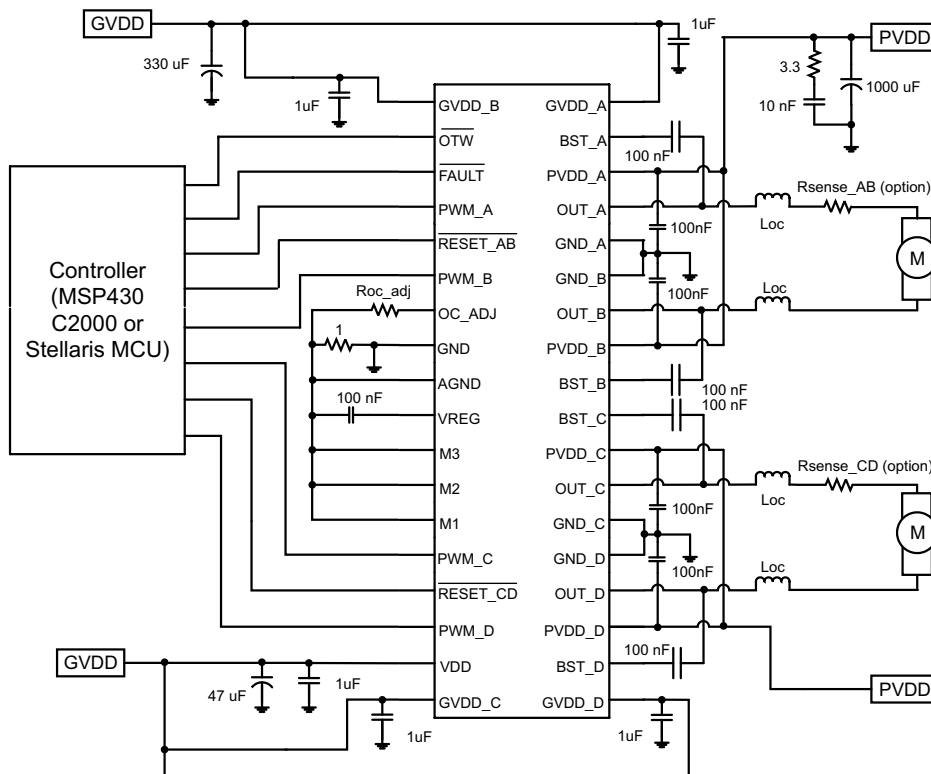 GVDD
330 uF
1uF
1uF
PVDD
3.3
10 nF
1000 uF
GVDD_B
OTW
FAULT
PWM_A
RESET_AB
PWM_B
OC_ADJ
GND
AGND
VREG
M3
M2
M1
PWM_C
RESET_CD
PWM_D
VDD
GVDD_C
GVDD_A
BST_A
PVDD_A
OUT_A
GND_A
GND_B
OUT_B
PVDD_B
BST_B
BST_C
PVDD_C
OUT_C
GND_C
GND_D
OUT_D
PVDD_D
BST_D
GVDD_D
Controller
(MSP430
C2000 or
Stellaris MCU)
Roc_adj
1
100 nF
100 nF
100nF
100nF
Loc
Rsense_AB (option)
M
Loc
100 nF
100 nF
Loc
Rsense_CD (option)
100nF
M
100nF
Loc
100 nF
GVDD
47 uF
1uF
1uF
1uF
PVDD